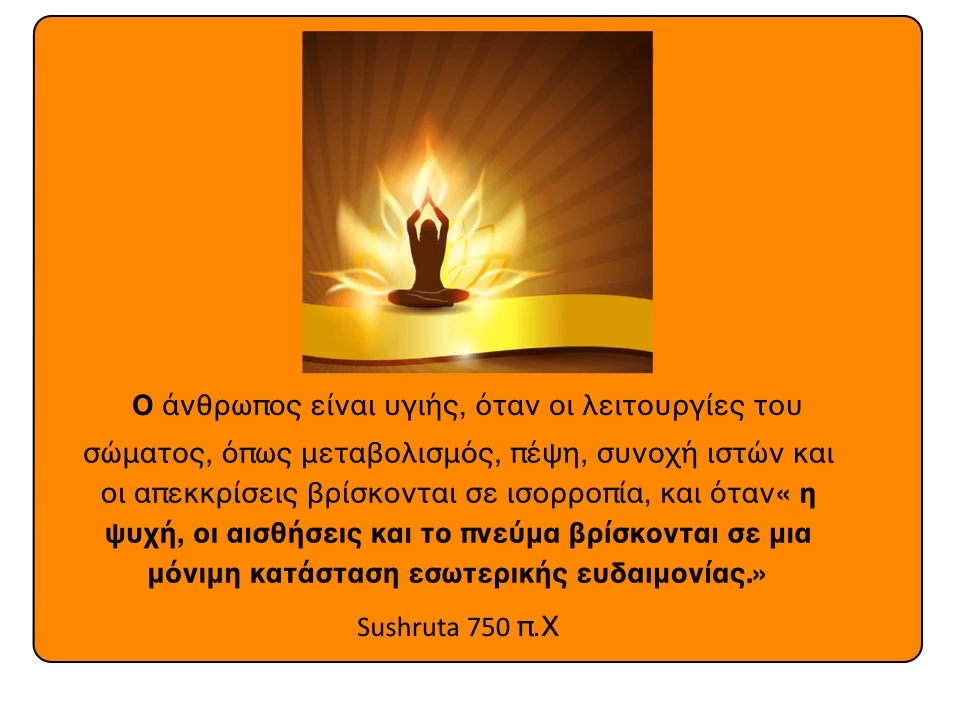 Ο άνθρωπος είναι υγιής, όταν οι λειτουργίες του
σώματος, όπως μεταβολισμός, πέψη, συνοχή ιστών και
οι απεκκρίσεις βρίσκονται σε ισορροπία, και όταν« η
ψυχή, οι αισθήσεις και το πνεύμα βρίσκονται σε μια
μόνιμη κατάσταση εσωτερικής ευδαιμονίας.»
Sushruta 750 π.Χ